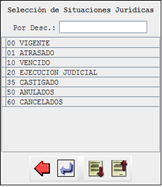 Selección de Situaciones Jurídicas
Por Desc.:
00 VIGENTE
01 ATRASADO
10 VENCIDO
20 EJECUCION JUDICIAL
35 CASTIGADO
50 ANULADOS
60 CANCELADOS